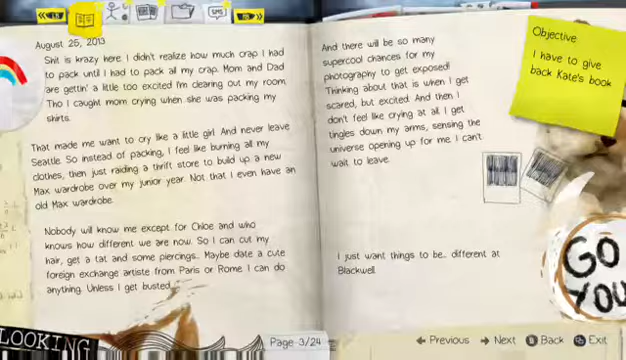 LB
SMS
RB
August 25, 2013
Shit is krazy here. I didn't realize how much crap I had
to pack until I had to pack all my crap. Mom and Dad
are gettin' a little too excited I'm clearing out my room.
Tho I caught mom crying when she was packing my
shirts.
That made me want to cry like a little girl. And never leave
Seattle. So instead of packing, I feel like burning all my
clothes, then just raiding a thrift store to build up a new
Max wardrobe over my junior year. Not that I even have an
old Max wardrobe.
Nobody will know me except for Chloe and who
knows how different we are now. So I can cut my
hair, get a tat and some piercings. Maybe date a cute
foreign exchange artiste from Paris or Rome. I can do
anything. Unless I get busted.
And there will be so many
supercool chances for my
photography to get exposed!
Thinking about that is when I get
scared, but excited. And then I
don't feel like crying at all. I get
tingles down my arms, sensing the
universe opening up for me. I can't
wait to leave.
I just want things to be... different at
Blackwell.
Objective
I have to give
back Kate's book
GO
YOU
LOOKING
Page 3/24
Previous
Next
B Back
Exit